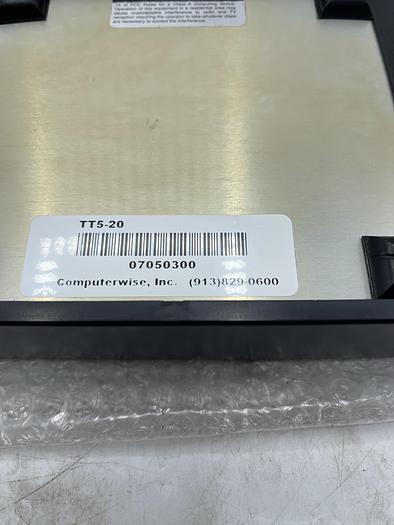 15 of FCC Rules for a Class A computing device.
Operation of this equipment in a residential area may
cause unacceptable interference to radio and TV
reception requiring the operator to take whatever steps
are necessary to correct the interference.
TT5-20
07050300
Computerwise, Inc. (913)829-0600